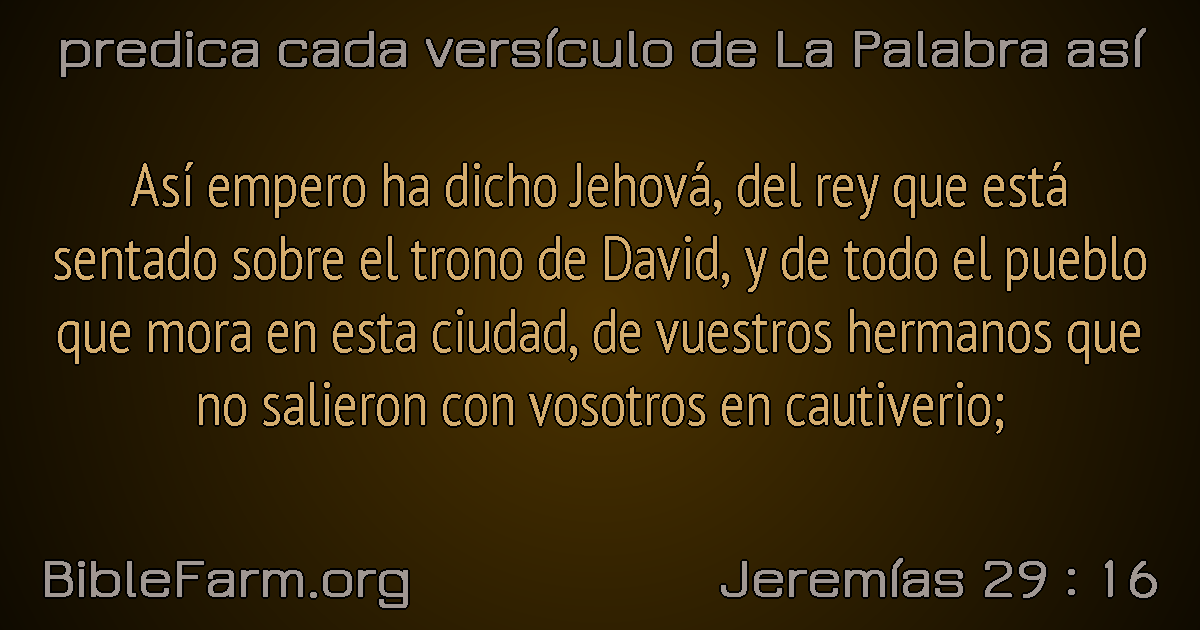 predica cada versículo de La Palabra así
Así empero ha dicho Jehová, del rey que está
sentado sobre el trono de David, y de todo el pueblo
que mora en esta ciudad, de vuestros hermanos que
no salieron con vosotros en cautiverio;
BibleFarm.org
Jeremías 29 : 16